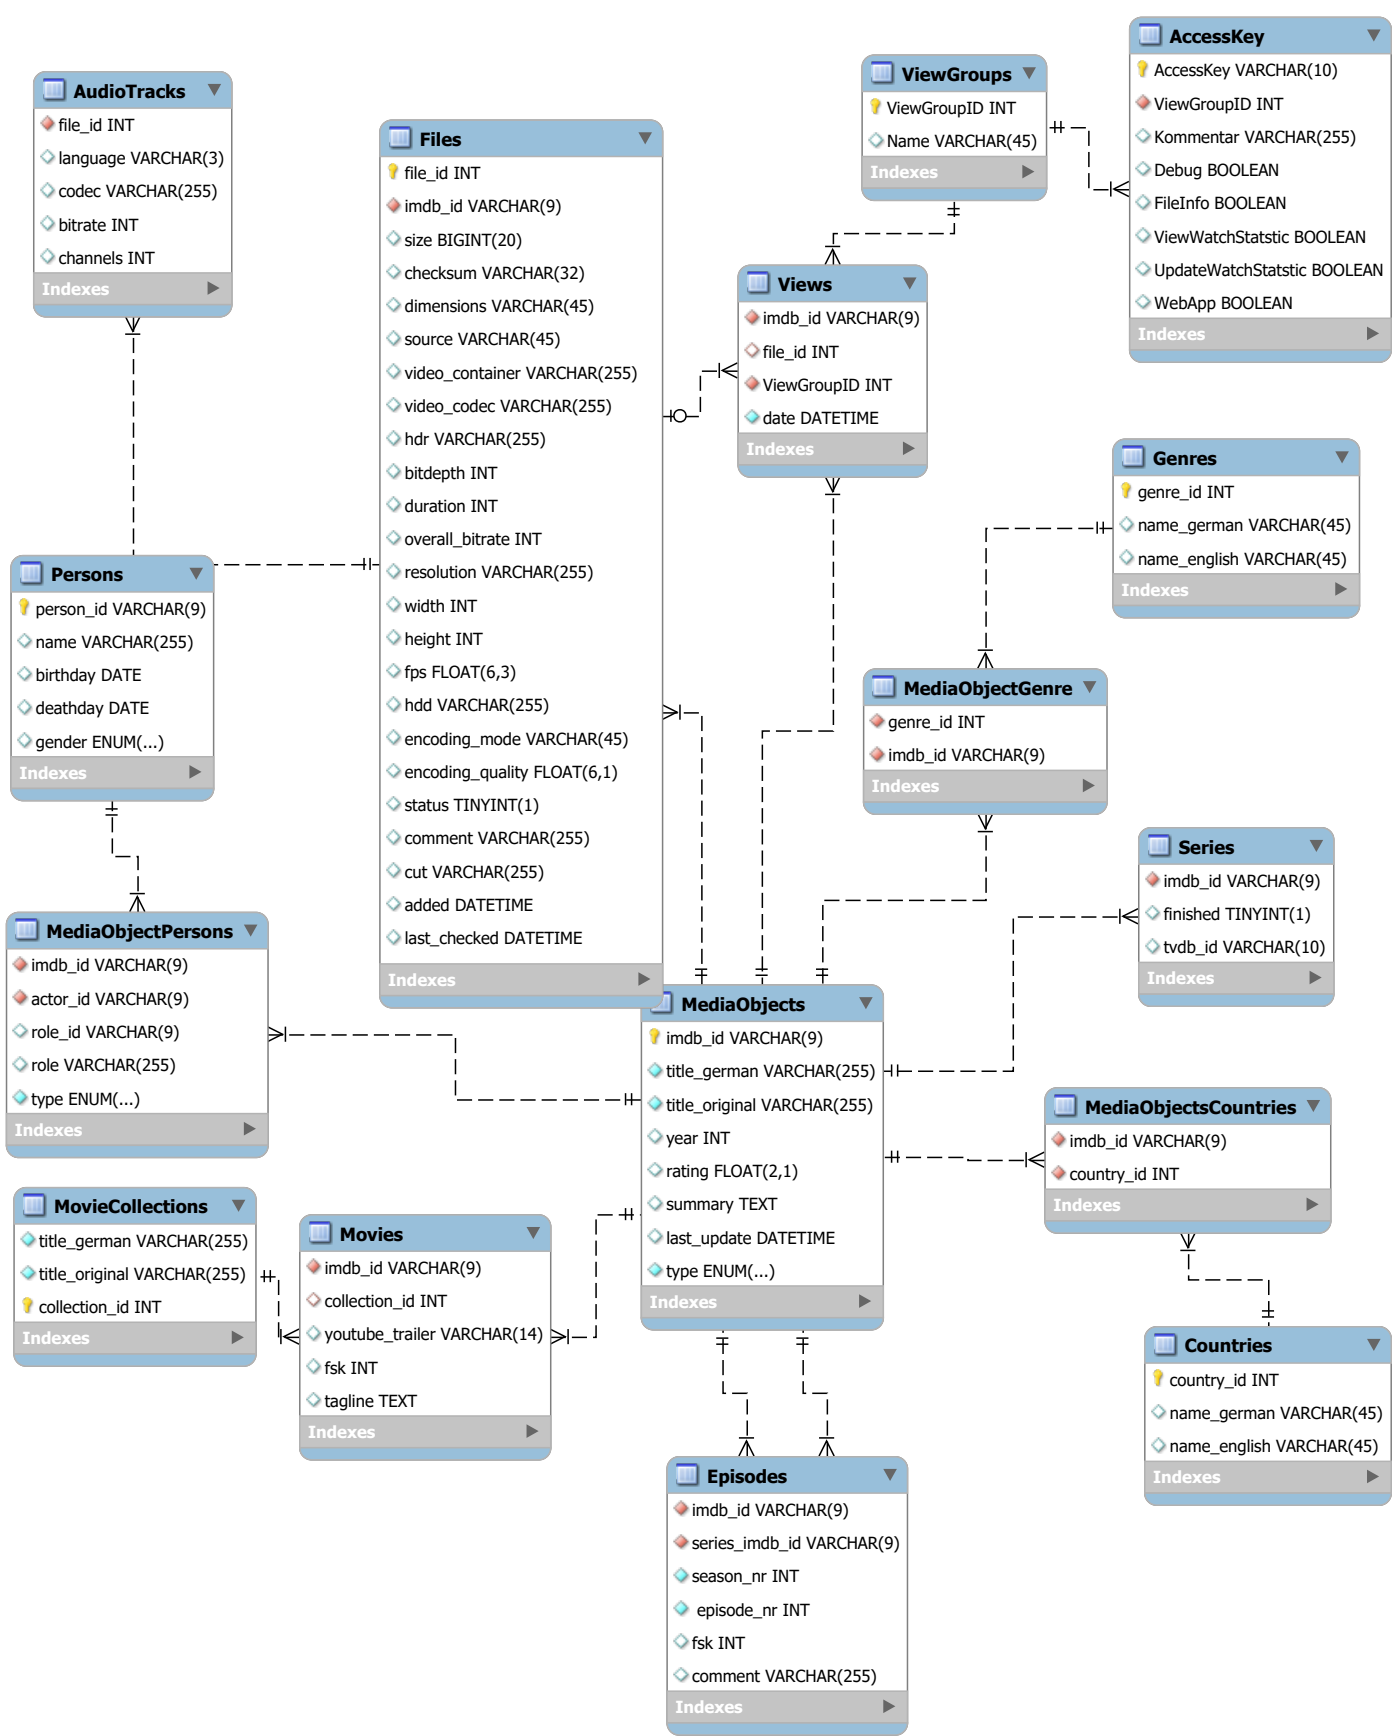 AccessKey
AccessKey VARCHAR(10)
ViewGroupID INT
Kommentar VARCHAR(255)
Debug BOOLEAN
FileInfo BOOLEAN
ViewWatchStatstic BOOLEAN
UpdateWatchStatstic BOOLEAN
WebApp BOOLEAN
Indexes
ViewGroups
ViewGroupID INT
Name VARCHAR(45)
Indexes
AudioTracks
file_id INT
language VARCHAR(3)
codec VARCHAR(255)
bitrate INT
channels INT
Indexes
Files
file_id INT
imdb_id VARCHAR(9)
size BIGINT(20)
checksum VARCHAR(32)
dimensions VARCHAR(45)
source VARCHAR(45)
video_container VARCHAR(255)
video_codec VARCHAR(255)
hdr VARCHAR(255)
bitdepth INT
duration INT
overall_bitrate INT
resolution VARCHAR(255)
width INT
height INT
fps FLOAT(6,3)
hdd VARCHAR(255)
encoding_mode VARCHAR(45)
encoding_quality FLOAT(6,1)
status TINYINT(1)
comment VARCHAR(255)
cut VARCHAR(255)
added DATETIME
last_checked DATETIME
Indexes
Views
imdb_id VARCHAR(9)
file_id INT
ViewGroupID INT
date DATETIME
Indexes
Genres
genre_id INT
name_german VARCHAR(45)
name_english VARCHAR(45)
Indexes
Persons
person_id VARCHAR(9)
name VARCHAR(255)
birthday DATE
deathday DATE
gender ENUM(...)
Indexes
MediaObjectGenre
genre_id INT
imdb_id VARCHAR(9)
Indexes
Series
imdb_id VARCHAR(9)
finished TINYINT(1)
tvdb_id VARCHAR(10)
Indexes
MediaObjectPersons
imdb_id VARCHAR(9)
actor_id VARCHAR(9)
role_id VARCHAR(9)
role VARCHAR(255)
type ENUM(...)
Indexes
MediaObjects
imdb_id VARCHAR(9)
title_german VARCHAR(255)
title_original VARCHAR(255)
year INT
rating FLOAT(2,1)
summary TEXT
last_update DATETIME
type ENUM(...)
Indexes
MediaObjectsCountries
imdb_id VARCHAR(9)
country_id INT
Indexes
MovieCollections
title_german VARCHAR(255)
title_original VARCHAR(255)
collection_id INT
Indexes
Movies
imdb_id VARCHAR(9)
collection_id INT
youtube_trailer VARCHAR(14)
fsk INT
tagline TEXT
Indexes
Countries
country_id INT
name_german VARCHAR(45)
name_english VARCHAR(45)
Indexes
Episodes
imdb_id VARCHAR(9)
series_imdb_id VARCHAR(9)
season_nr INT
episode_nr INT
fsk INT
comment VARCHAR(255)
Indexes